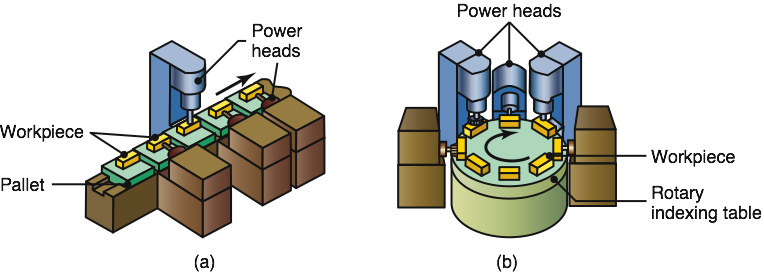 Power
heads
Workpiece
Pallet
(a)
Power heads
Workpiece
Rotary
indexing table
(b)